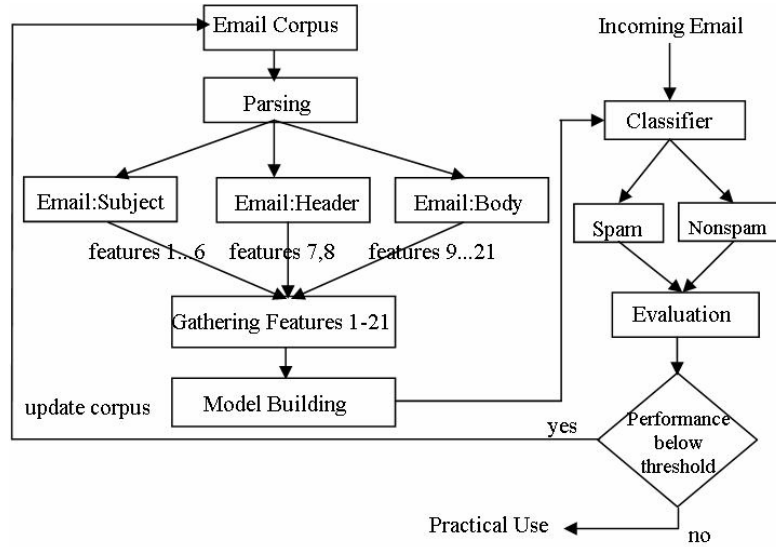 Email Corpus
Incoming Email
Parsing
Classifier
Email:Subject
Email:Header
Email:Body
Spam
Nonspam
features 1...6
features 7,8
features 9...21
Gathering Features 1-21
Evaluation
Model Building
update corpus
yes
Performance
below
threshold
Practical Use
no